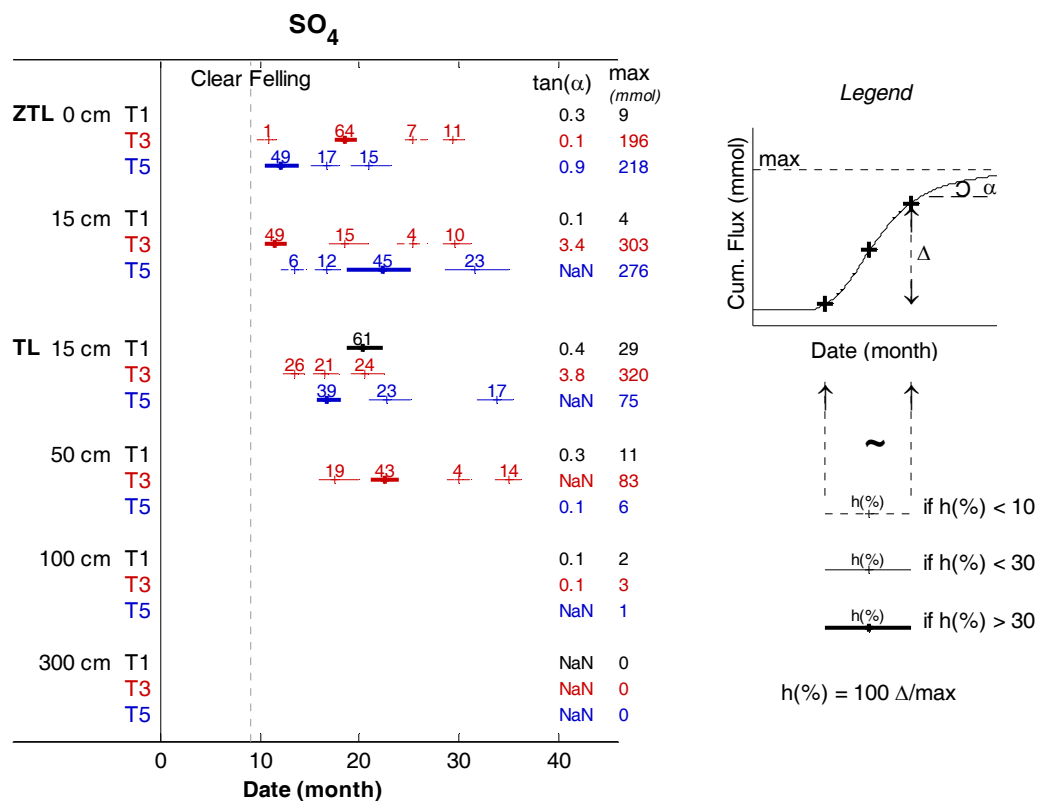 SO4
Clear Felling tan(α) max
(mmol)
ZTL 0 cm T1 0.3 9
T3 1 64 7 11 0.1 196
T5 49 17 15 0.9 218
15 cm T1 0.1 4
T3 49 15 4 10 3.4 303
T5 6 12 45 23 NaN 276
TL 15 cm T1 61 0.4 29
T3 26 21 24 3.8 320
T5 39 23 17 NaN 75
50 cm T1 0.3 11
T3 19 43 4 14 NaN 83
T5 0.1 6
100 cm T1 0.1 2
T3 0.1 3
T5 NaN 1
300 cm T1 NaN 0
T3 NaN 0
T5 NaN 0
0 10 20 30 40
Date (month)
Legend
Cum. Flux (mmol)
max
α
Δ
Date (month)
~
h(%) if h(%) < 10
h(%) if h(%) < 30
h(%) if h(%) > 30
h(%) = 100 Δ/max